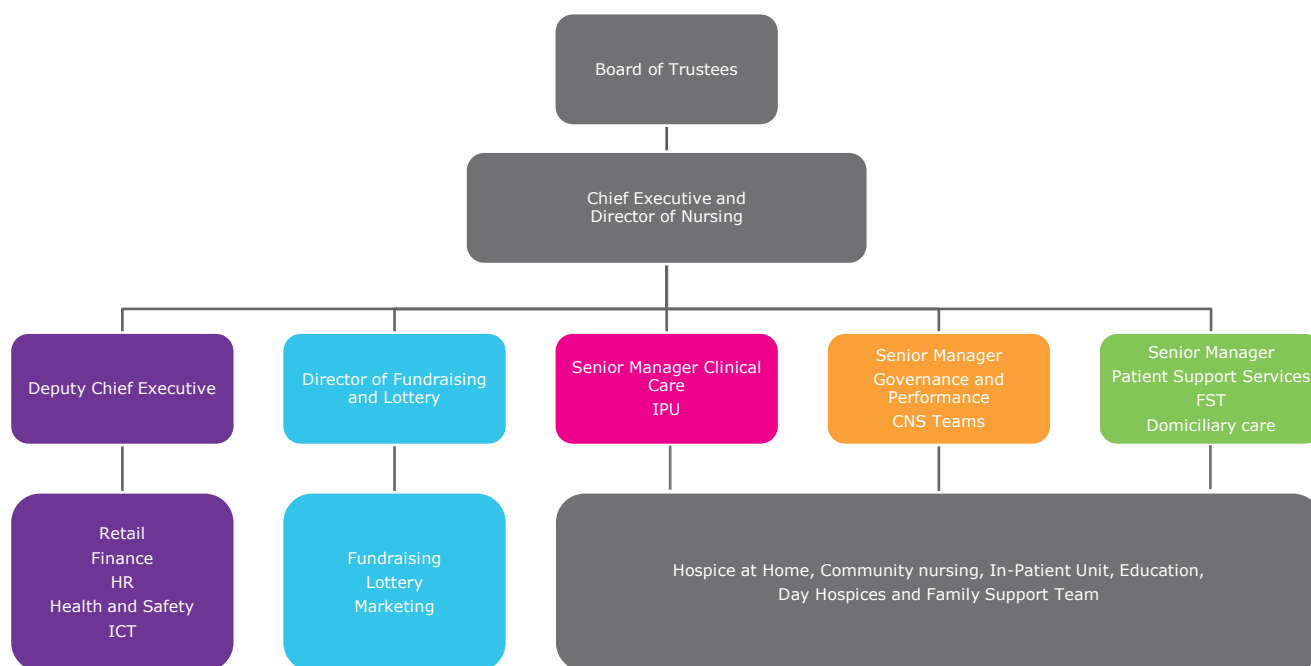 Board of Trustees
Chief Executive and
Director of Nursing
Deputy Chief Executive
Director of Fundraising
and Lottery
Senior Manager Clinical
Care
IPU
Senior Manager
Governance and
Performance
CNS Teams
Senior Manager
Patient Support Services
FST
Domiciliary care
Retail
Finance
HR
Health and Safety
ICT
Fundraising
Lottery
Marketing
Hospice at Home, Community nursing, In-Patient Unit, Education,
Day Hospices and Family Support Team